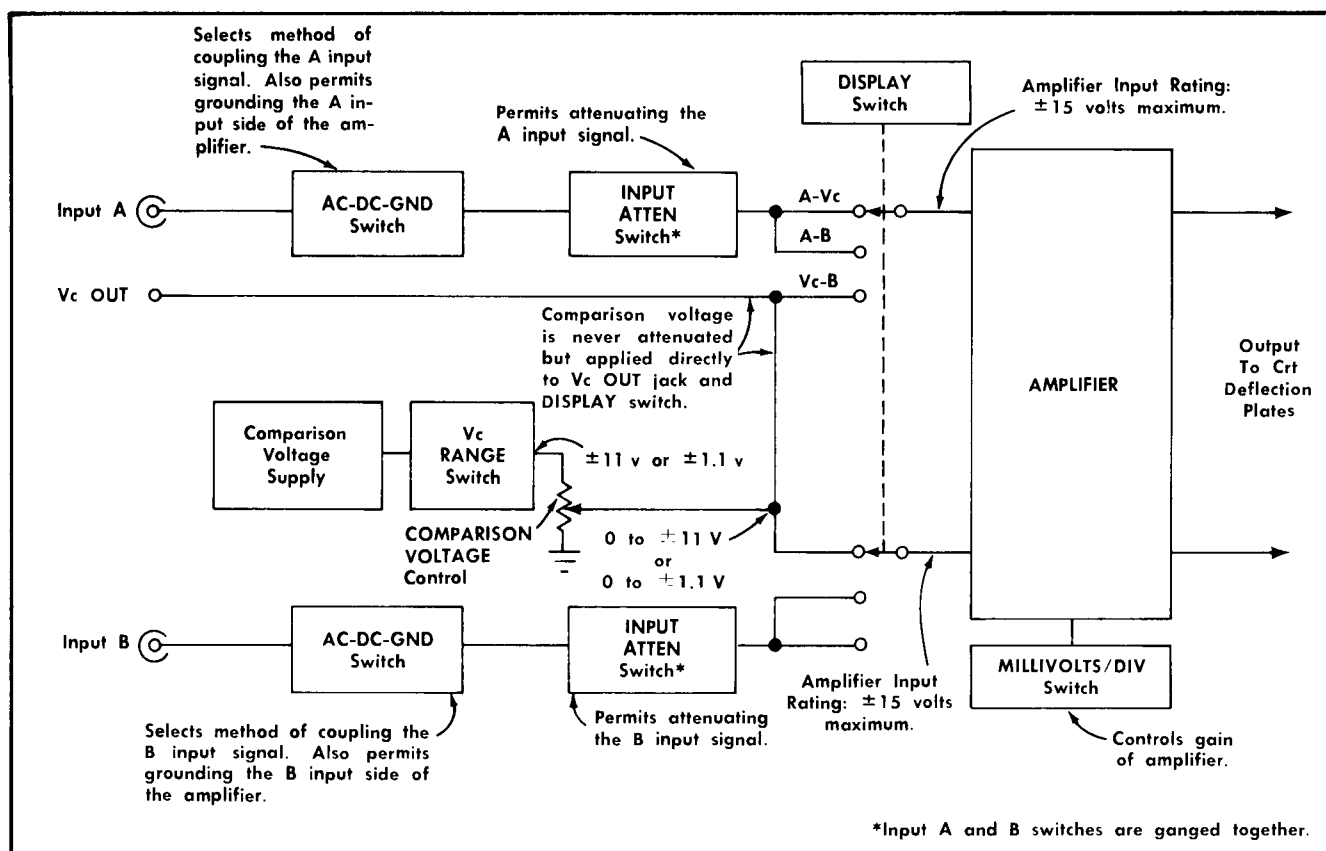 Selects method of
coupling the A input
signal. Also permits
grounding the A in-
put side of the am-
plifier.
Permits attenuating the
A input signal.
DISPLAY
Switch
Amplifier Input Rating:
±15 volts maximum.
Input A
AC-DC-GND
Switch
INPUT
ATTEN
Switch*
A-Vc
A-B
Vc OUT
Vc-B
Comparison voltage
is never attenuated
but applied directly
to Vc OUT jack and
DISPLAY switch.
AMPLIFIER
Output
To Crt
Deflection
Plates
Comparison
Voltage
Supply
Vc
RANGE
Switch
±11 v or ±1.1 v
COMPARISON
VOLTAGE
Control
0 to ±11 V
or
0 to ±1.1 V
Input B
AC-DC-GND
Switch
INPUT
ATTEN
Switch*
MILLIVOLTS/DIV
Switch
Amplifier Input
Rating: ±15 volts
maximum.
Selects method of coupling the
B input signal. Also permits
grounding the B input side of
the amplifier.
Permits attenuating
the B input signal.
Controls gain
of amplifier.
*Input A and B switches are ganged together.